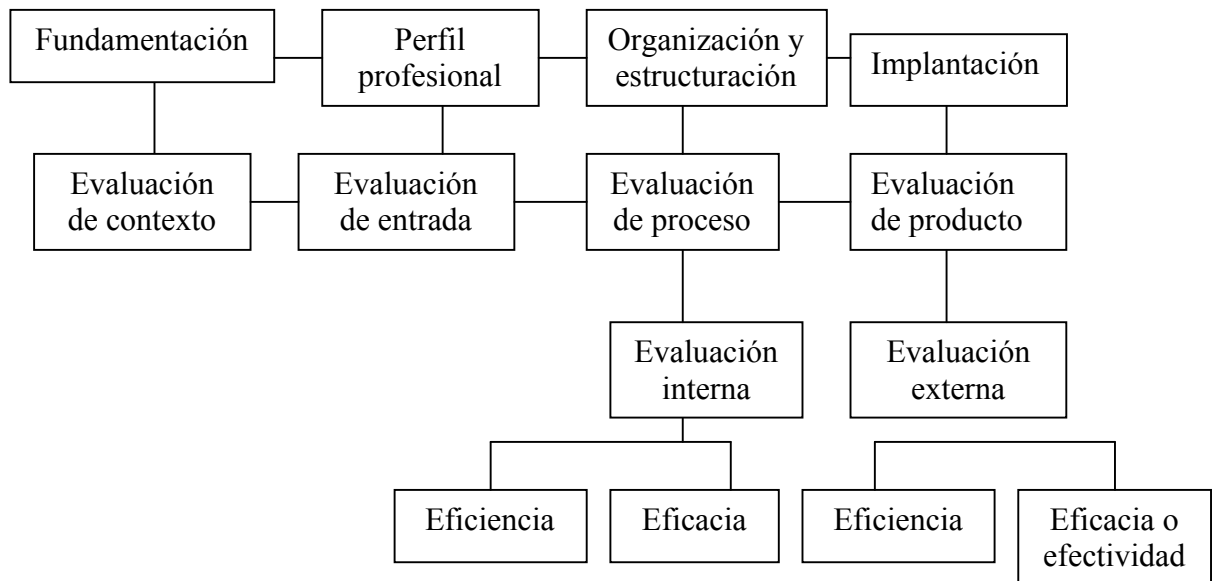 Fundamentación
Perfil
profesional
Organización y
estructuración
Implantación
Evaluación
de contexto
Evaluación
de entrada
Evaluación
de proceso
Evaluación
de producto
Evaluación
interna
Evaluación
externa
Eficiencia
Eficacia
Eficiencia
Eficacia o
efectividad